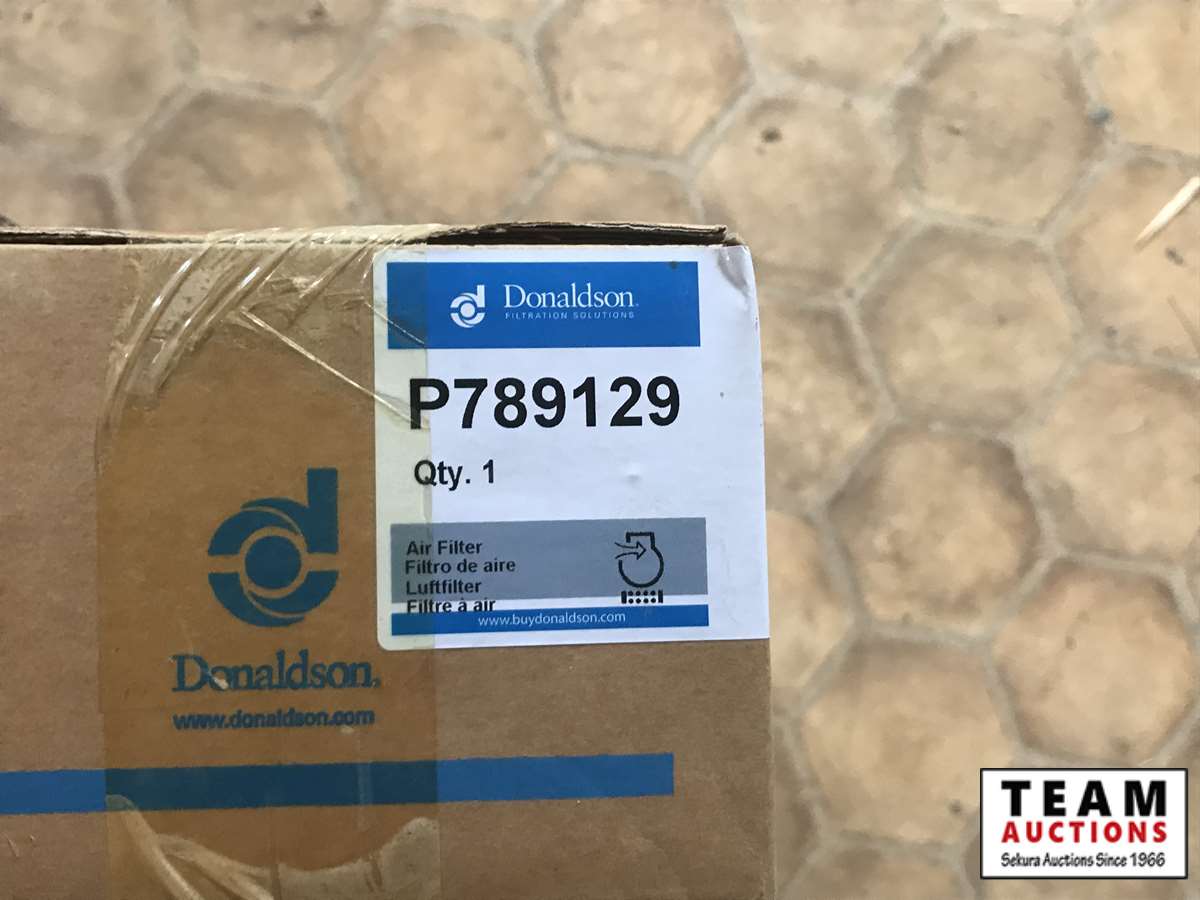 Donaldson.
FILTRATION SOLUTIONS
P789129
Qty. 1
Air Filter
Filtro de aire
Luftfilter
Filtre à air
www.buydonaldson.com
Donaldson.
www.donaldson.com
TEAM
AUCTIONS
Sekura Auctions Since 1966